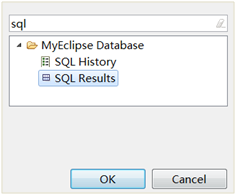 sql
MyEclipse Database
SQL History
SQL Results
OK
Cancel